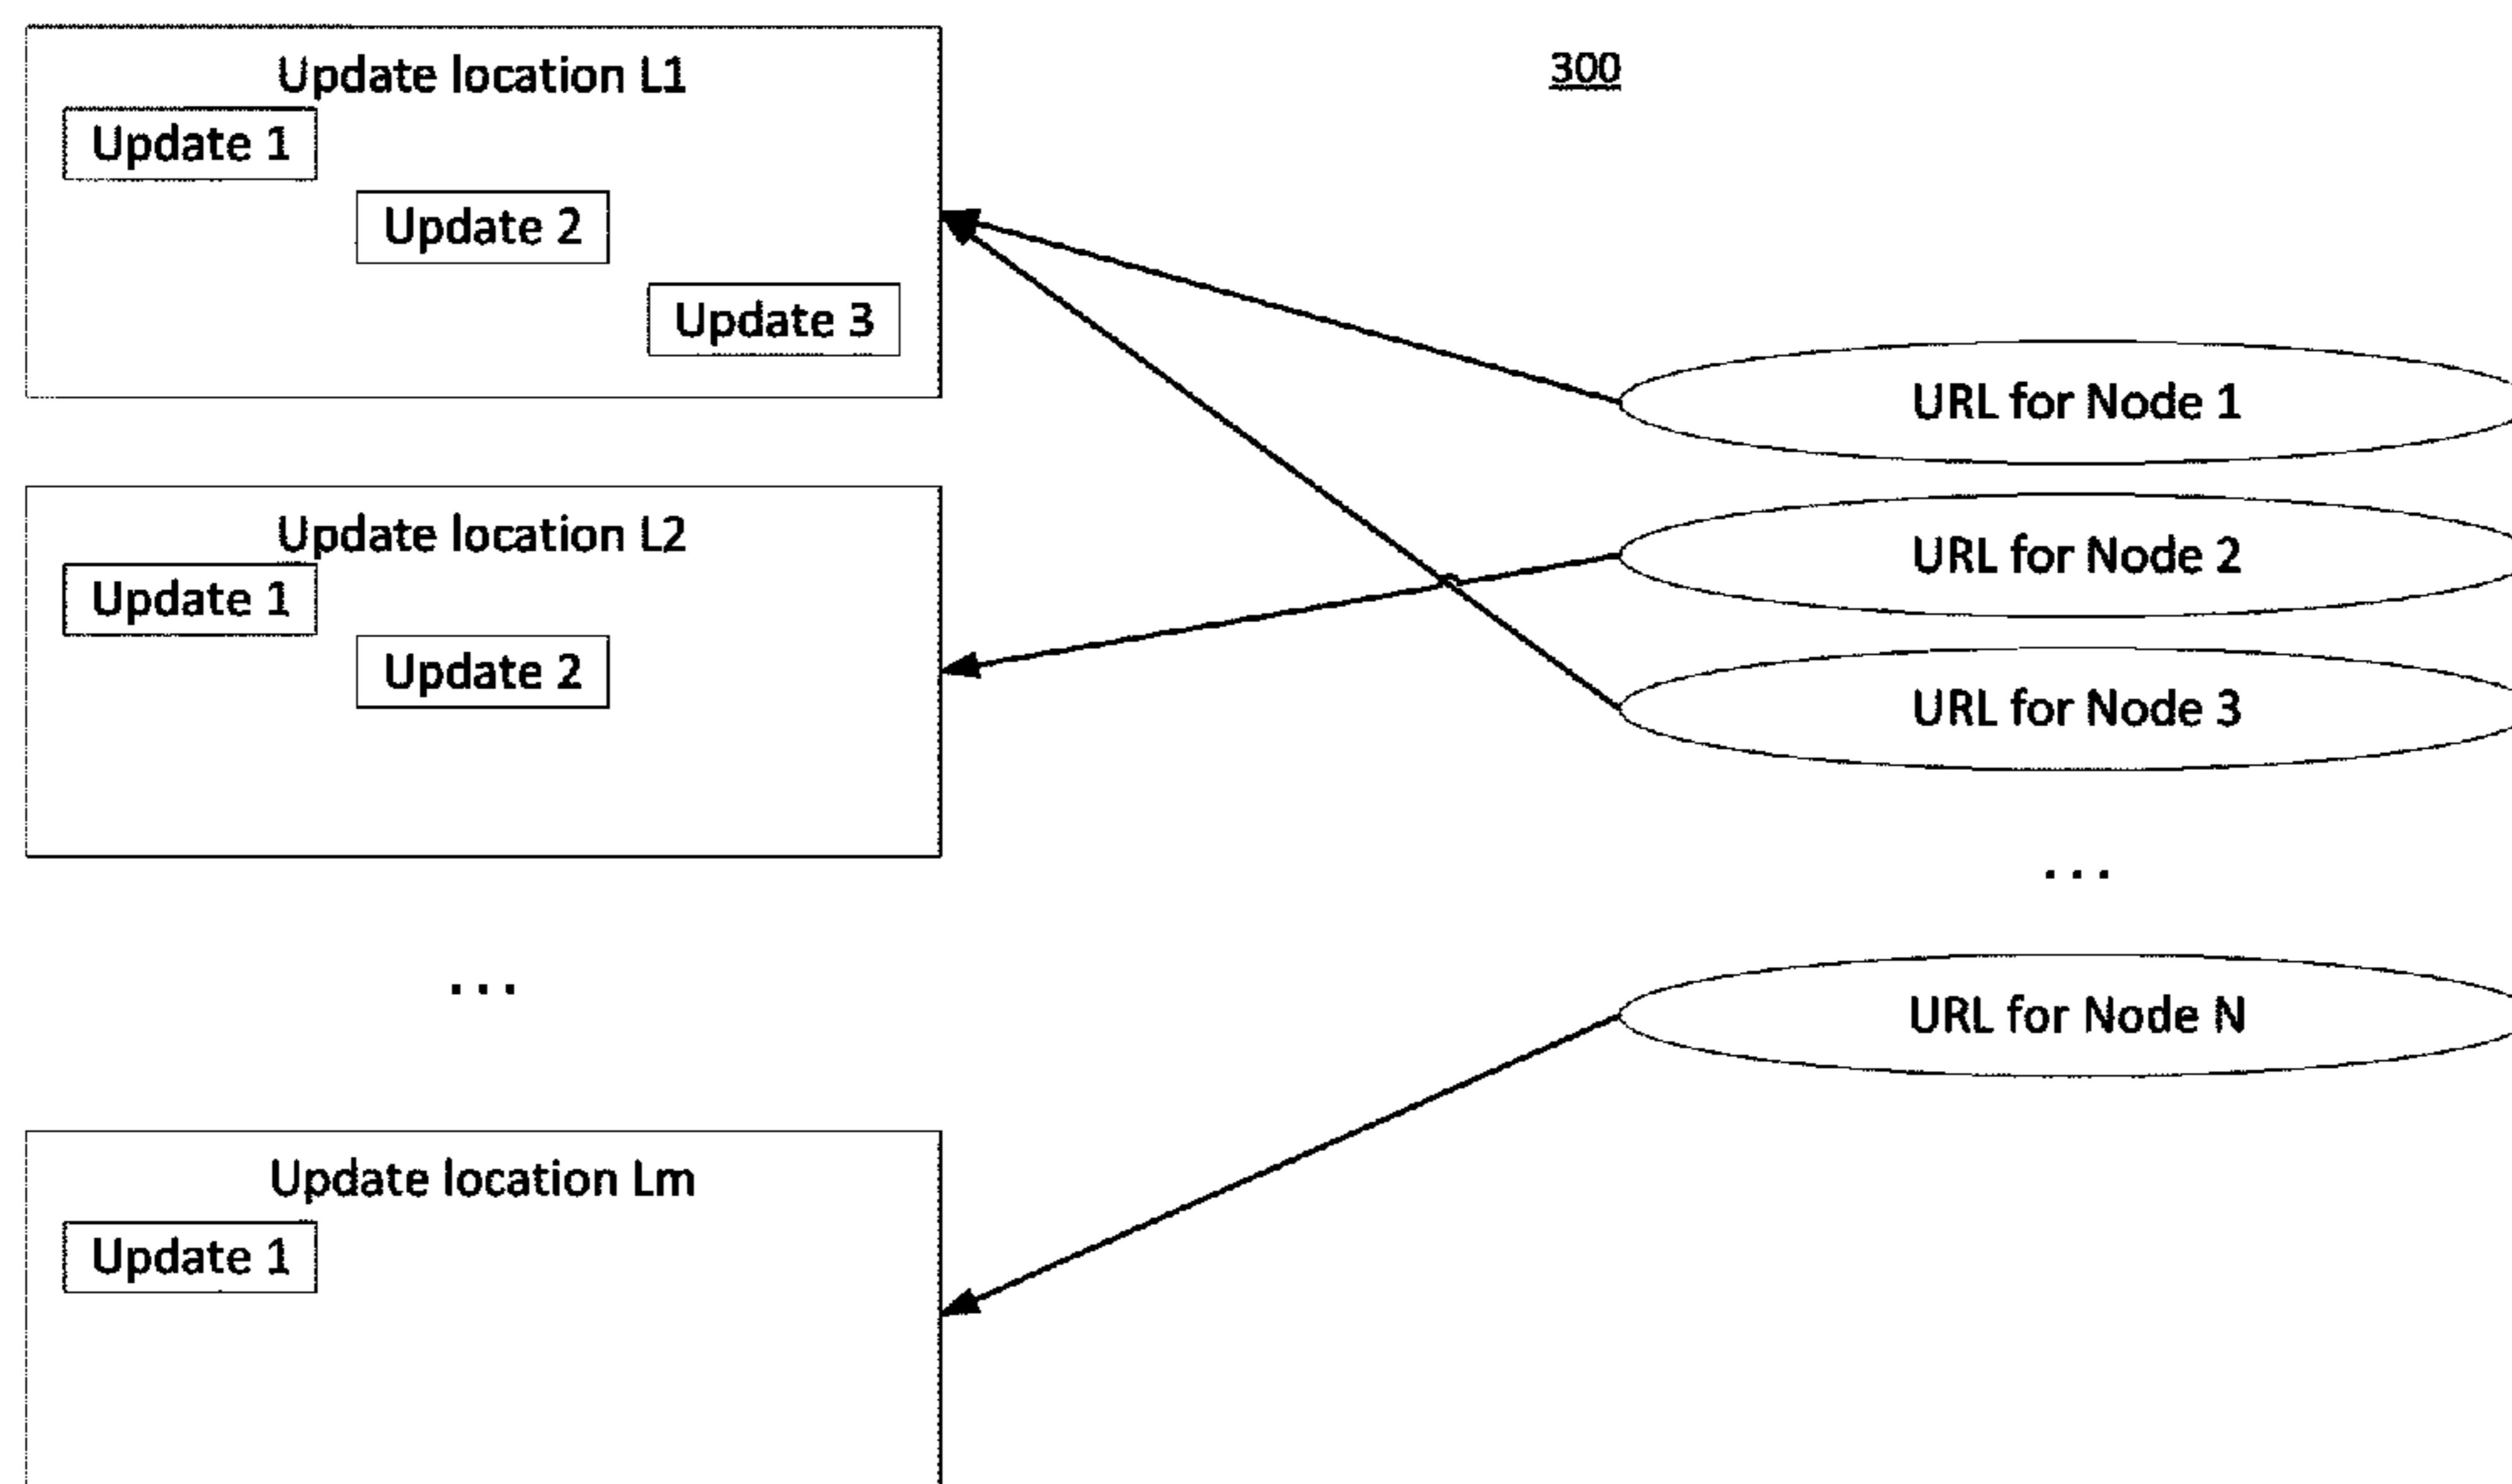 Update location L1
300
Update 1
Update 2
Update 3
URL for Node 1
Update location L2
URL for Node 2
Update 1
Update 2
URL for Node 3
...
...
URL for Node N
Update location Lm
Update 1